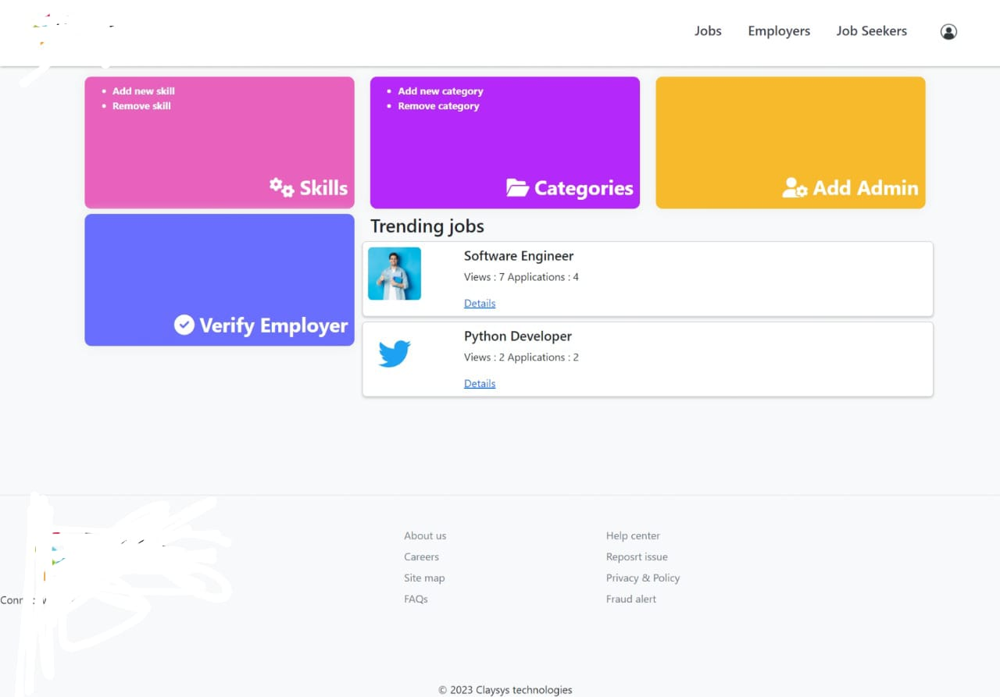 Jobs Employers Job Seekers
Add new skill
Remove skill
Skills
Add new category
Remove category
Categories
Add Admin
Verify Employer
Trending jobs
Software Engineer
Views : 7 Applications : 4
Details
Python Developer
Views : 2 Applications : 2
Details
About us
Careers
Site map
FAQs
Help center
Reposrt issue
Privacy & Policy
Fraud alert
© 2023 Claysys technologies